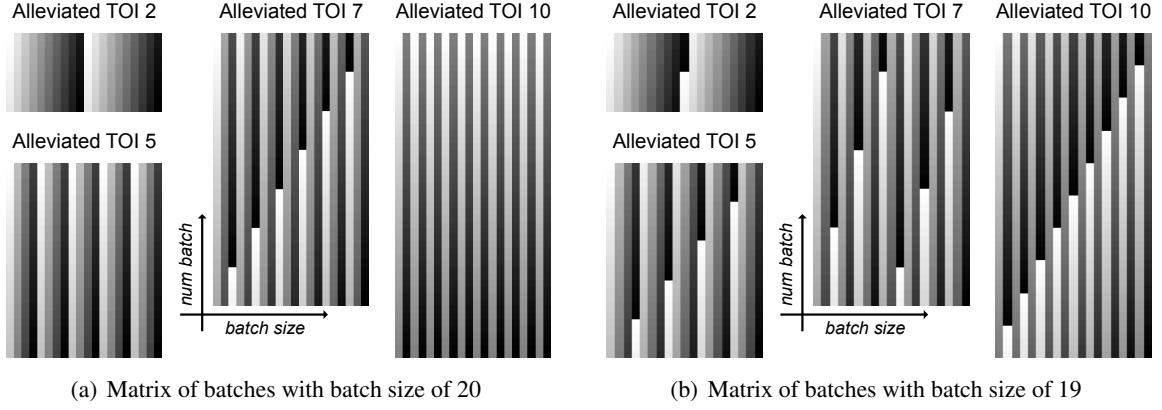 Alleviated TOI 2
Alleviated TOI 7
Alleviated TOI 10
Alleviated TOI 5
num batch
batch size
(a) Matrix of batches with batch size of 20
Alleviated TOI 2
Alleviated TOI 7
Alleviated TOI 10
Alleviated TOI 5
num batch
batch size
(b) Matrix of batches with batch size of 19